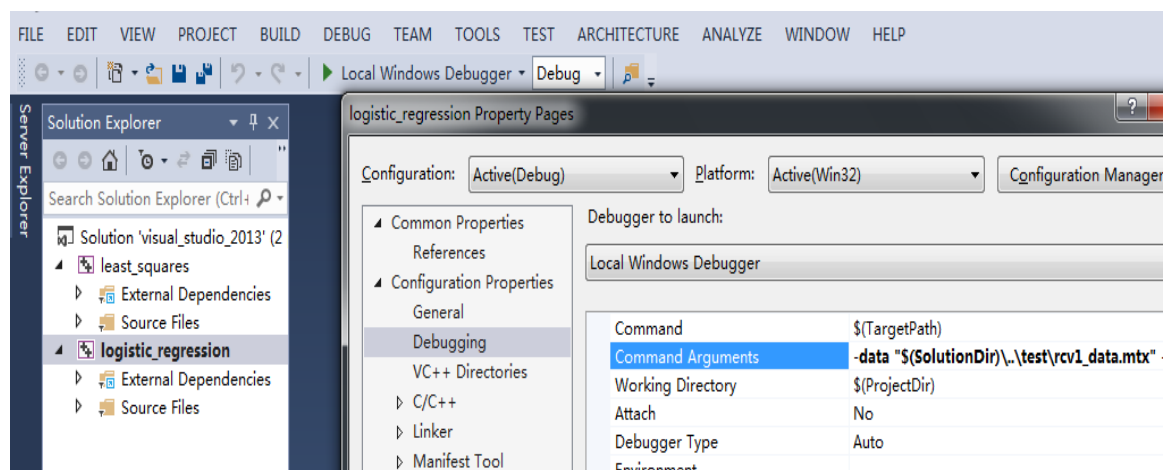 FILE EDIT VIEW PROJECT BUILD DEBUG TEAM TOOLS TEST ARCHITECTURE ANALYZE WINDOW HELP
Local Windows Debugger Debug
Server Explorer
Solution Explorer
Search Solution Explorer (Ctrl+
Solution 'visual_studio_2013' (2
least_squares
External Dependencies
Source Files
logistic_regression
External Dependencies
Source Files
logistic_regression Property Pages
?
Configuration: Active(Debug) Platform: Active(Win32) Configuration Manager
Common Properties
References
Configuration Properties
General
Debugging
VC++ Directories
C/C++
Linker
Manifest Tool
Debugger to launch:
Local Windows Debugger
Command $(TargetPath)
Command Arguments -data "$(SolutionDir)\..\test\rcv1_data.mtx" -
Working Directory $(ProjectDir)
Attach No
Debugger Type Auto
Environment